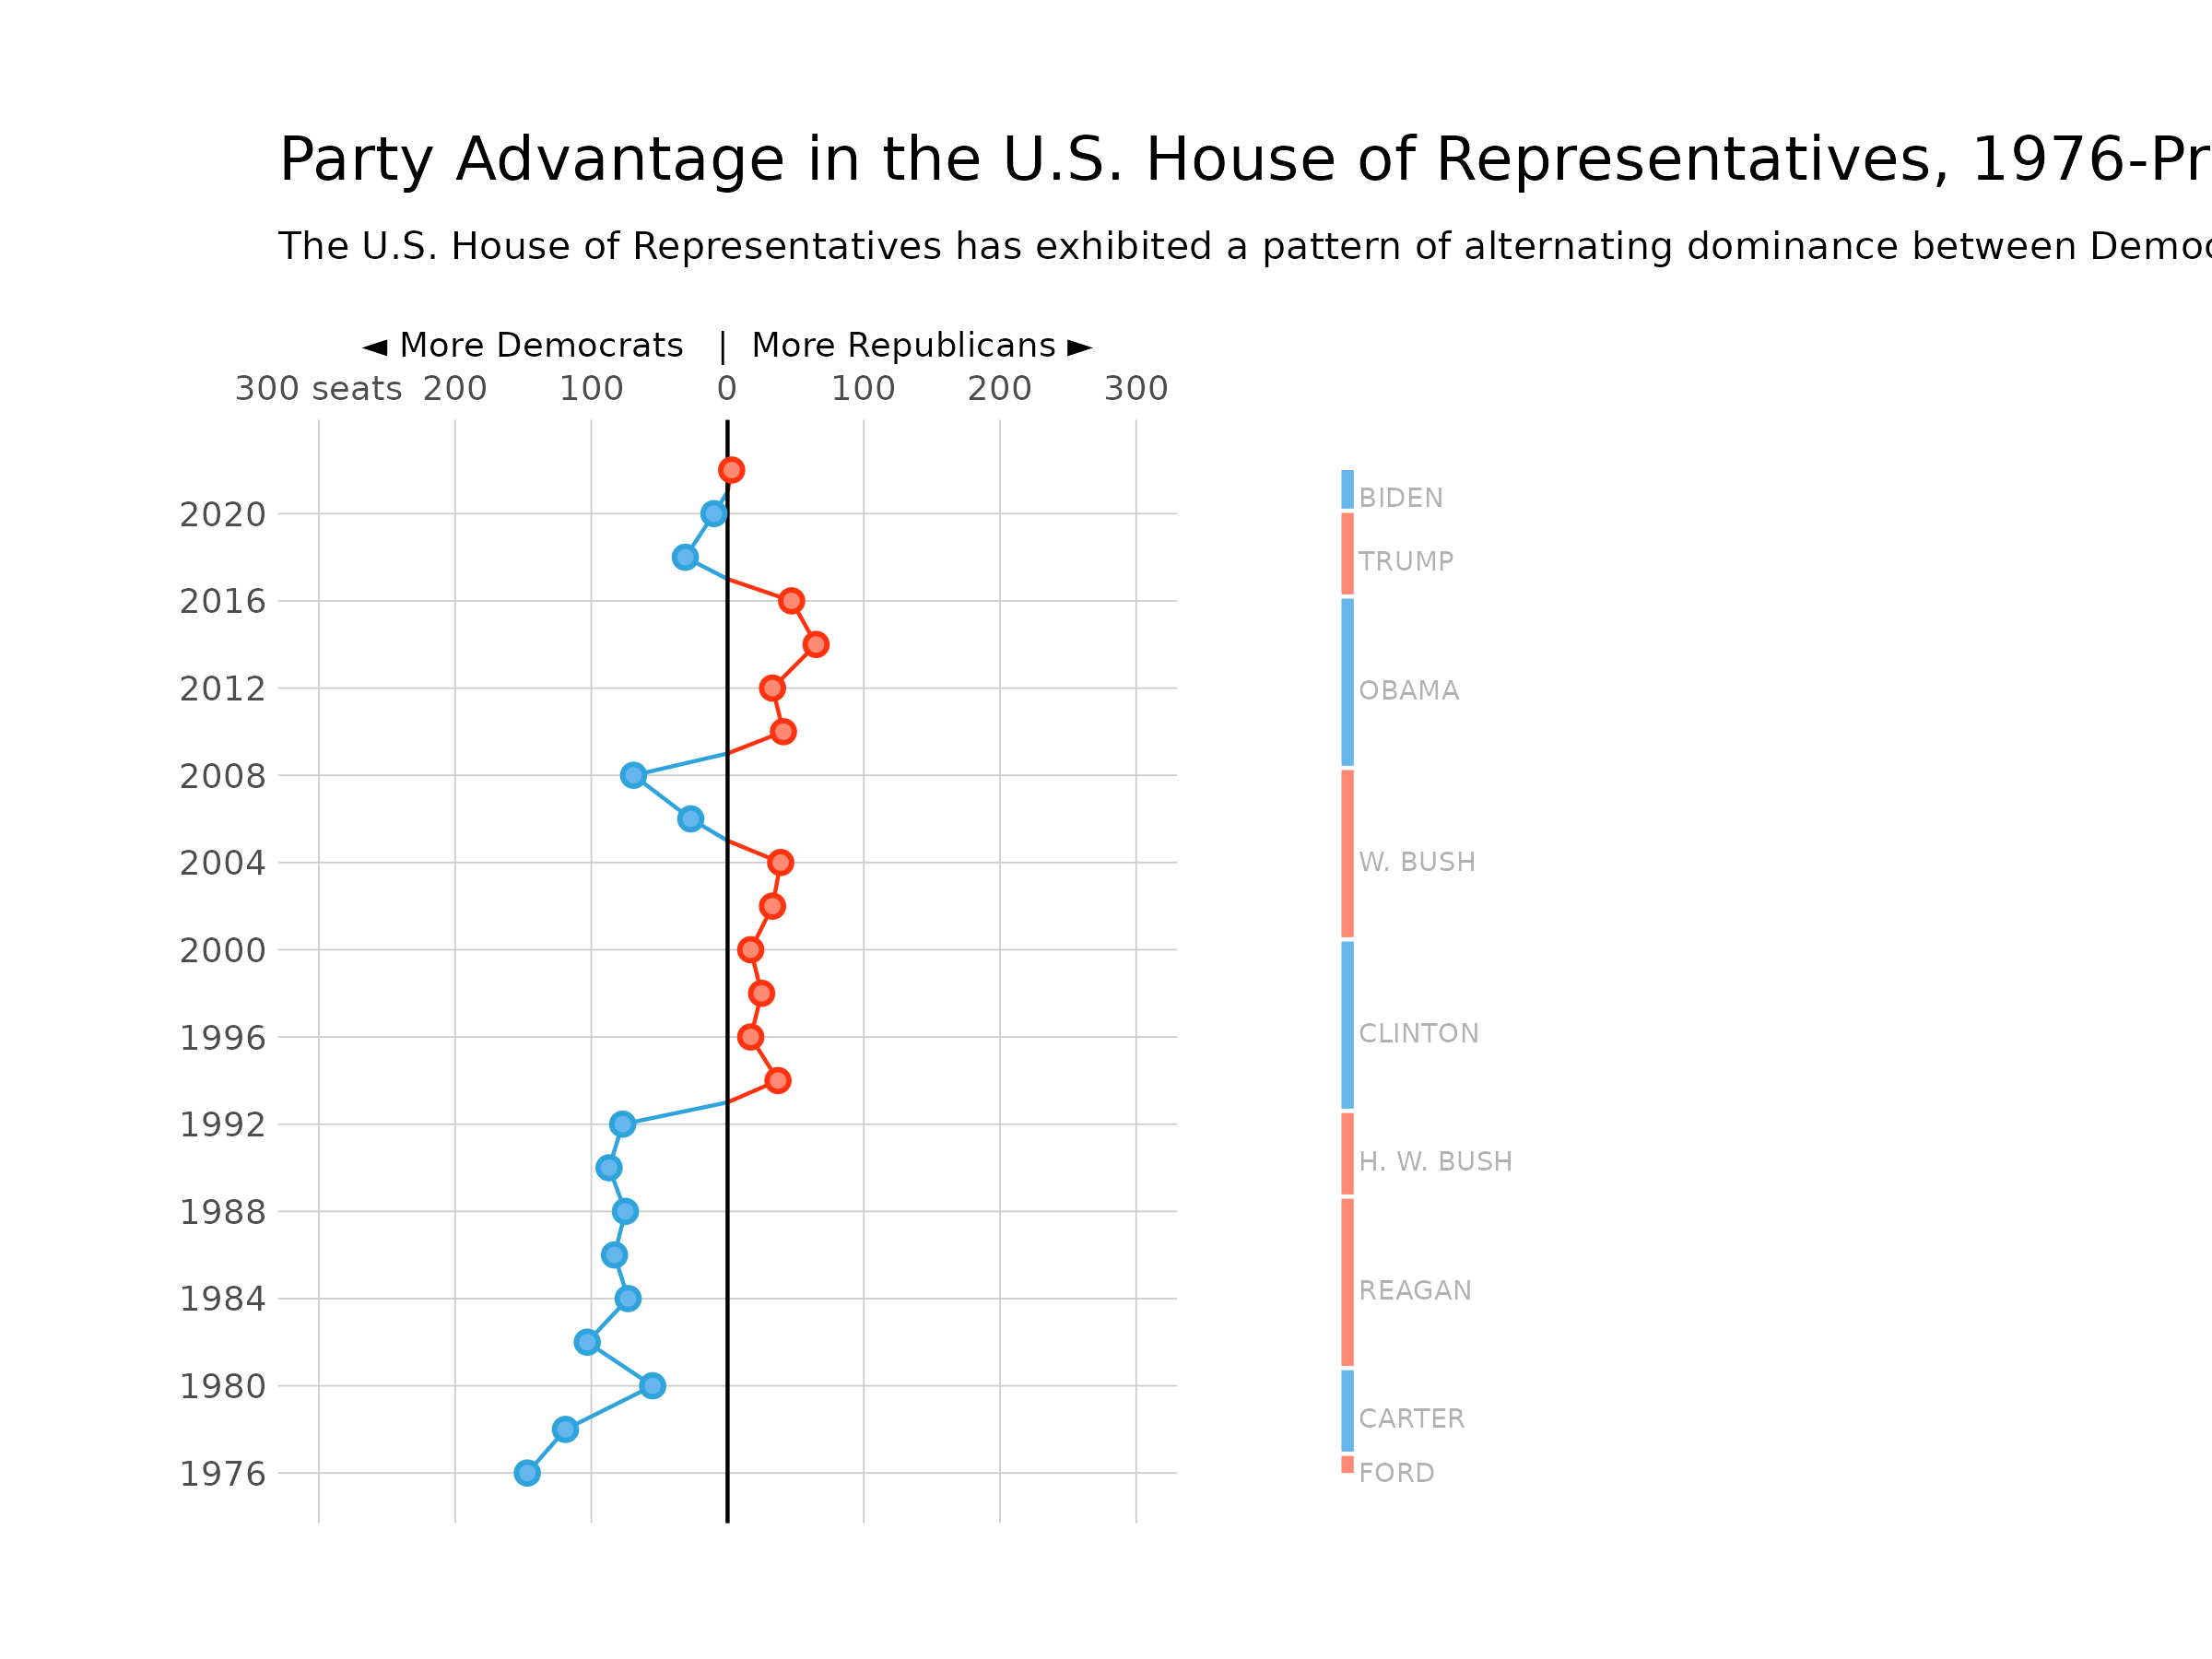 Party Advantage in the U.S. House of Representatives, 1976-Pr
The U.S. House of Representatives has exhibited a pattern of alternating dominance between Democ
◄ More Democrats | More Republicans ►
300 seats 200 100 0 100 200 300
BIDEN
2020
TRUMP
2016
2012
OBAMA
2008
2004
W. BUSH
2000
1996
CLINTON
1992
H. W. BUSH
1988
1984
REAGAN
1980
CARTER
1976
FORD